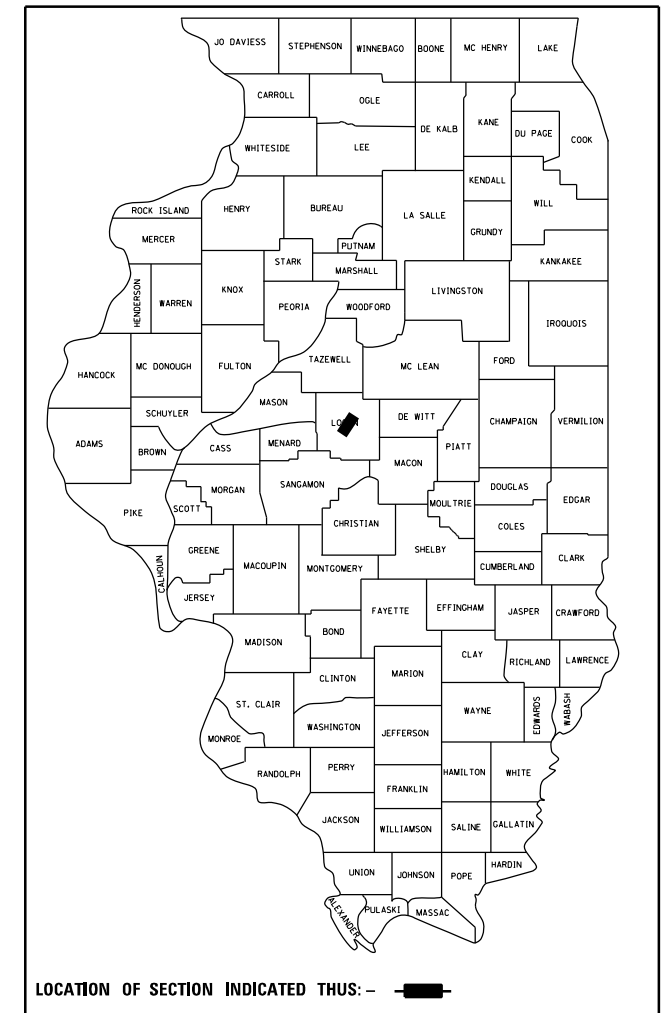 JO DAVIESS STEPHENSON WINNEBAGO BOONE MC HENRY LAKE
CARROLL OGLE DE KALB KANE DU PAGE COOK
WHITESIDE LEE
KENDALL
ROCK ISLAND HENRY BUREAU LA SALLE WILL
MERCER PUTNAM GRUNDY
STARK MARSHALL KANKAKEE
HENDERSON WARREN KNOX PEORIA WOODFORD LIVINGSTON
IROQUOIS
HANCOCK MC DONOUGH FULTON TAZEWELL MC LEAN FORD
MASON
SCHUYLER DE WITT CHAMPAIGN VERMILION
ADAMS BROWN CASS MENARD PIATT
MACON
MORGAN SANGAMON DOUGLAS
SCOTT MOULTRIE EDGAR
PIKE CHRISTIAN COLES
GREENE SHELBY
CALHOUN MACOUPIN MONTGOMERY CUMBERLAND CLARK
JERSEY FAYETTE EFFINGHAM JASPER CRAWFORD
MADISON BOND
CLAY RICHLAND LAWRENCE
CLINTON MARION
ST. CLAIR WAYNE EDWARDS WABASH
WASHINGTON JEFFERSON
MONROE
RANDOLPH PERRY HAMILTON WHITE
FRANKLIN
JACKSON WILLIAMSON SALINE GALLATIN
HARDIN
UNION JOHNSON POPE
ALEXANDER PULASKI MASSAC
LOCATION OF SECTION INDICATED THUS: –